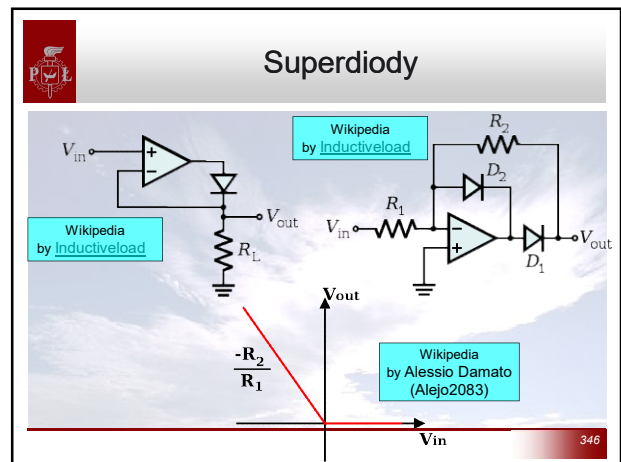 P Ł
Superdiody
Vin
+
−
Vout
RL
Wikipedia
by Inductiveload
Wikipedia
by Inductiveload
R2
D2
R1
Vin
−
+
D1
Vout
Vout
-R2
R1
Wikipedia
by Alessio Damato
(Alejo2083)
Vin
346